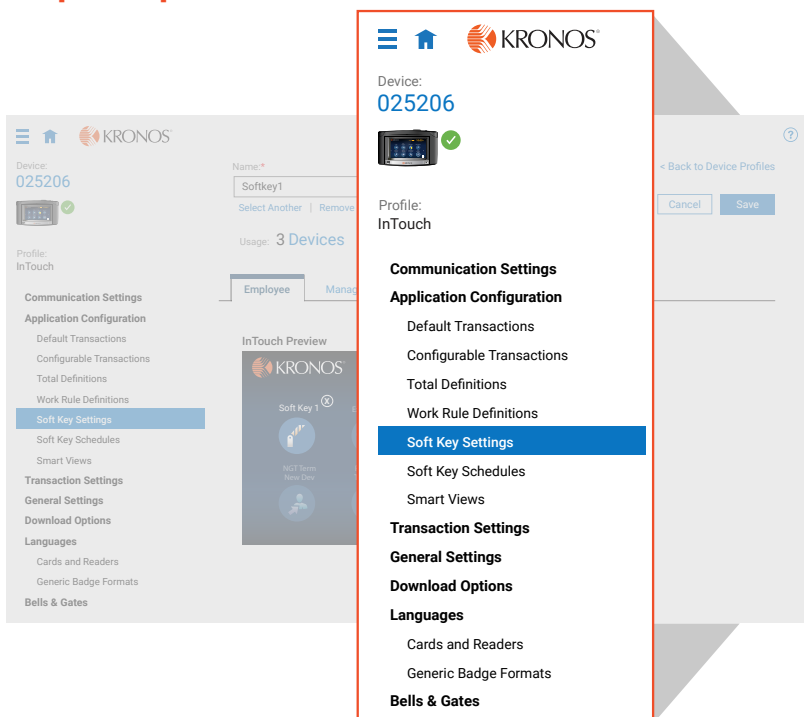 KRONOS®
Device:
025206
Profile:
InTouch
Communication Settings
Application Configuration
Default Transactions
Configurable Transactions
Total Definitions
Work Rule Definitions
Soft Key Settings
Soft Key Schedules
Smart Views
Transaction Settings
General Settings
Download Options
Languages
Cards and Readers
Generic Badge Formats
Bells & Gates
KRONOS®
?
Device:
025206
Profile:
InTouch
Communication Settings
Application Configuration
Default Transactions
Configurable Transactions
Total Definitions
Work Rule Definitions
Soft Key Settings
Soft Key Schedules
Smart Views
Transaction Settings
General Settings
Download Options
Languages
Cards and Readers
Generic Badge Formats
Bells & Gates
Name:*
Softkey1
Select Another | Remove
Usage: 3 Devices
< Back to Device Profiles
Cancel Save
Employee Manag
InTouch Preview
KRONOS®
Soft Key 1 X
NGT Term
New Dev